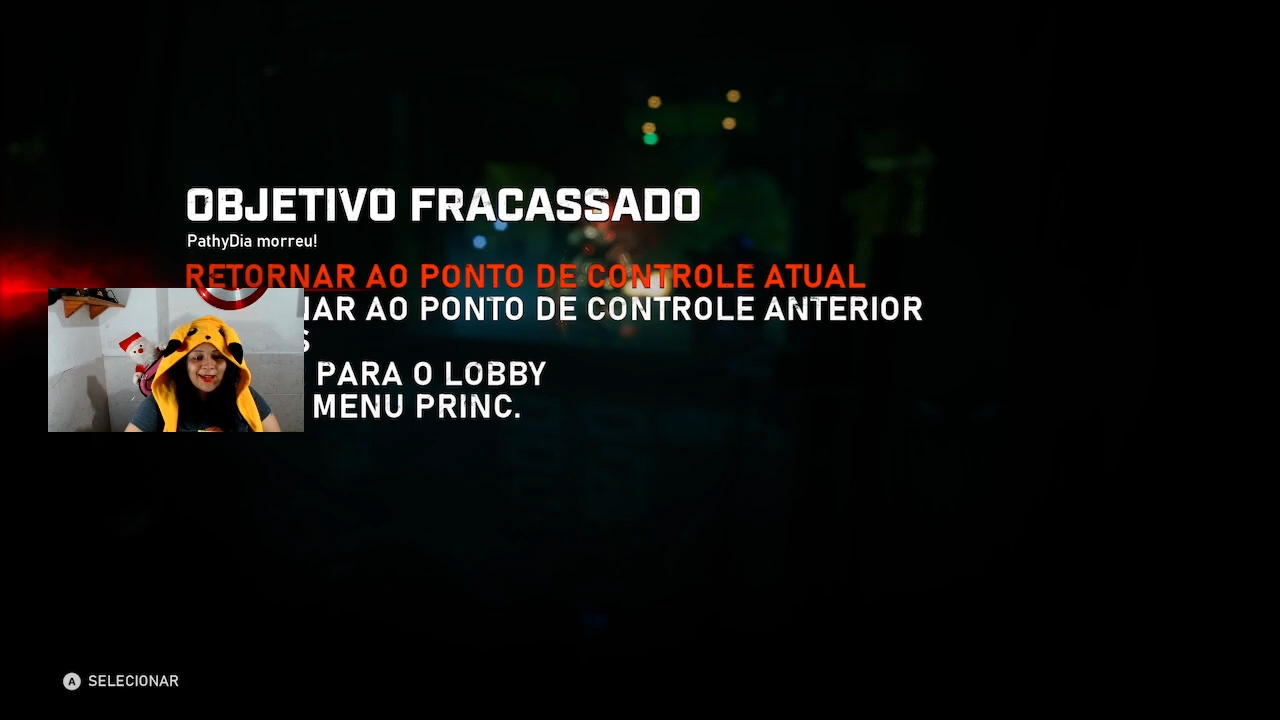 OBJETIVO FRACASSADO
PathyDia morreu!
RETORNAR AO PONTO DE CONTROLE ATUAL
AO PONTO DE CONTROLE ANTERIOR
PARA O LOBBY
MENU PRINC.
A SELECIONAR